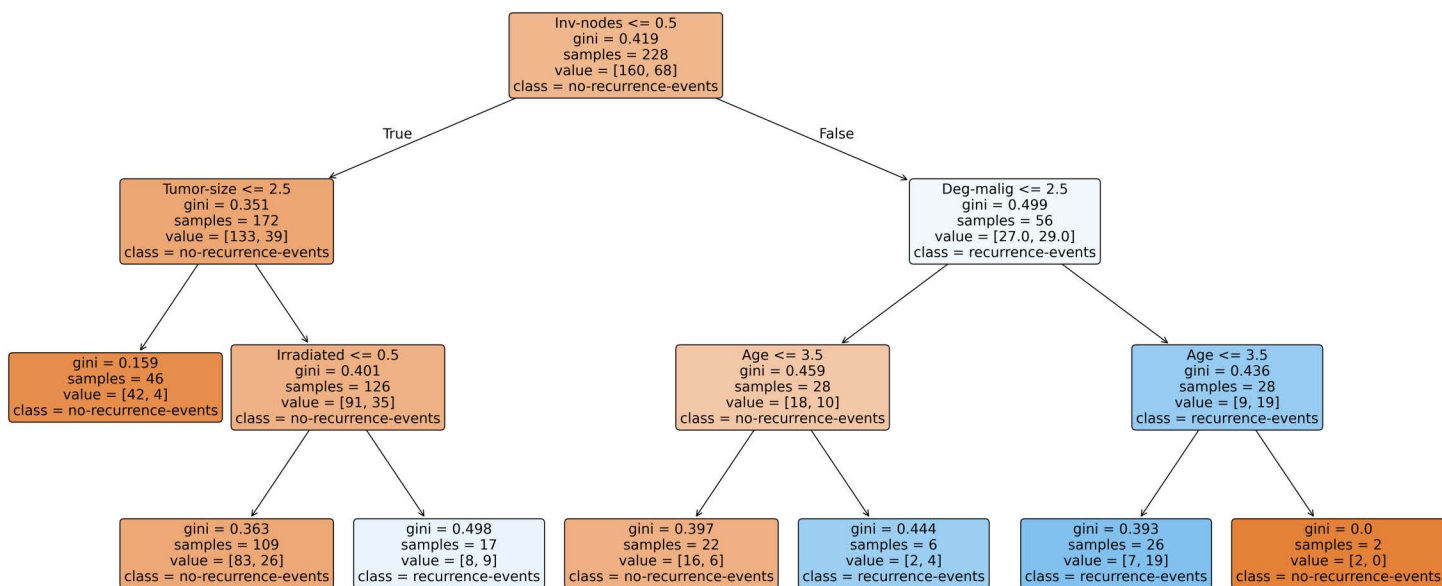 Inv-nodes <= 0.5
gini = 0.419
samples = 228
value = [160, 68]
class = no-recurrence-events
True
False
Tumor-size <= 2.5
gini = 0.351
samples = 172
value = [133, 39]
class = no-recurrence-events
Deg-malig <= 2.5
gini = 0.499
samples = 56
value = [27.0, 29.0]
class = recurrence-events
gini = 0.159
samples = 46
value = [42, 4]
class = no-recurrence-events
Irradiated <= 0.5
gini = 0.401
samples = 126
value = [91, 35]
class = no-recurrence-events
Age <= 3.5
gini = 0.459
samples = 28
value = [18, 10]
class = no-recurrence-events
Age <= 3.5
gini = 0.436
samples = 28
value = [9, 19]
class = recurrence-events
gini = 0.363
samples = 109
value = [83, 26]
class = no-recurrence-events
gini = 0.498
samples = 17
value = [8, 9]
class = recurrence-events
gini = 0.397
samples = 22
value = [16, 6]
class = no-recurrence-events
gini = 0.444
samples = 6
value = [2, 4]
class = recurrence-events
gini = 0.393
samples = 26
value = [7, 19]
class = recurrence-events
gini = 0.0
samples = 2
value = [2, 0]
class = no-recurrence-events